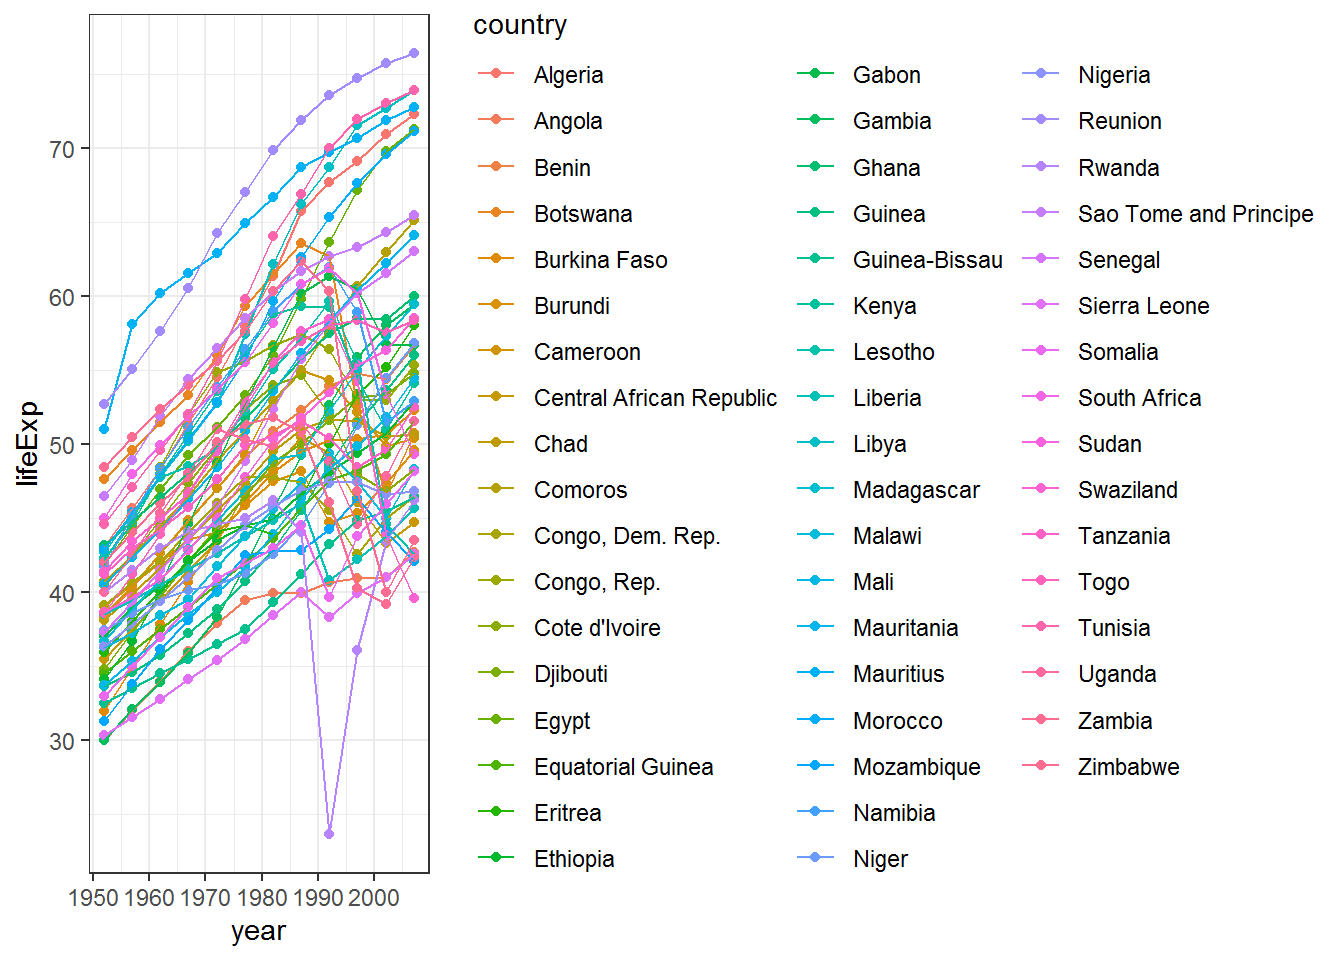 country
Algeria
Angola
Benin
Botswana
Burkina Faso
Burundi
Cameroon
Central African Republic
Chad
Comoros
Congo, Dem. Rep.
Congo, Rep.
Cote d'Ivoire
Djibouti
Egypt
Equatorial Guinea
Eritrea
Ethiopia
Gabon
Gambia
Ghana
Guinea
Guinea-Bissau
Kenya
Lesotho
Liberia
Libya
Madagascar
Malawi
Mali
Mauritania
Mauritius
Morocco
Mozambique
Namibia
Niger
Nigeria
Reunion
Rwanda
Sao Tome and Principe
Senegal
Sierra Leone
Somalia
South Africa
Sudan
Swaziland
Tanzania
Togo
Tunisia
Uganda
Zambia
Zimbabwe
lifeExp
70
60
50
40
30
1950 1960 1970 1980 1990 2000
year